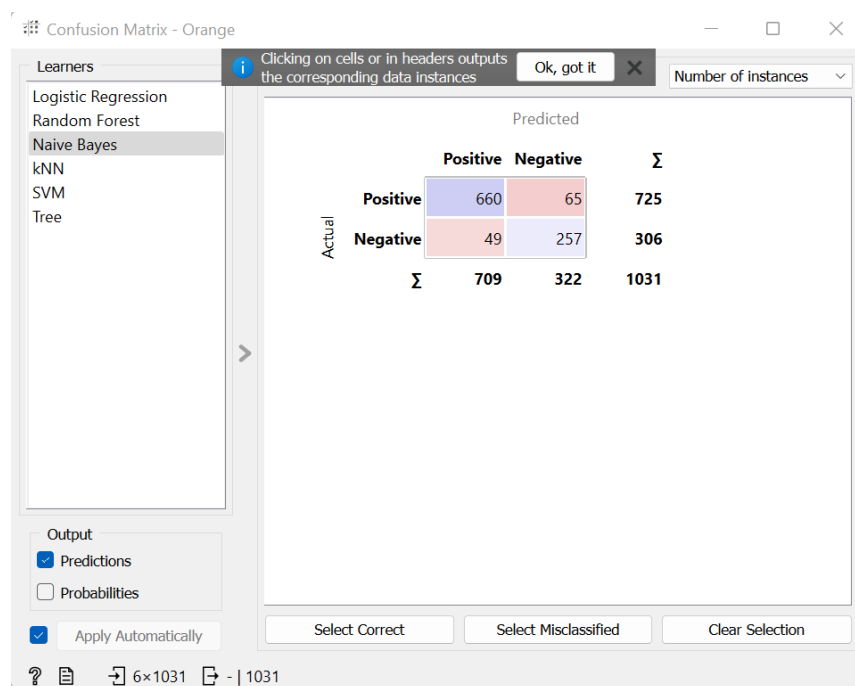 Confusion Matrix - Orange
Learners
Clicking on cells or in headers outputs
the corresponding data instances
Ok, got it
Number of instances
Logistic Regression
Random Forest
Naive Bayes
kNN
SVM
Tree
Predicted
Positive Negative Σ
Positive 660 65 725
Actual
Negative 49 257 306
Σ 709 322 1031
Output
Predictions
Probabilities
Apply Automatically
Select Correct
Select Misclassified
Clear Selection
? 6×1031 - | 1031